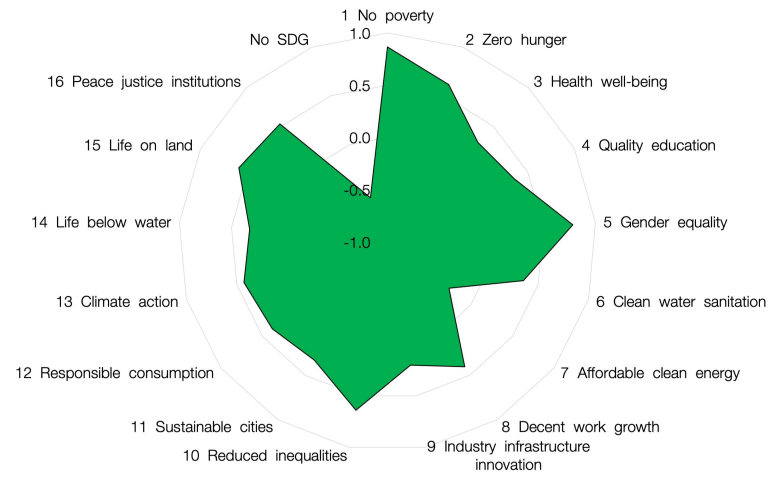 1 No poverty
1.0
0.5
0.0
-0.5
-1.0
2 Zero hunger
3 Health well-being
4 Quality education
5 Gender equality
6 Clean water sanitation
7 Affordable clean energy
8 Decent work growth
9 Industry infrastructure
innovation
10 Reduced inequalities
11 Sustainable cities
12 Responsible consumption
13 Climate action
14 Life below water
15 Life on land
16 Peace justice institutions
No SDG